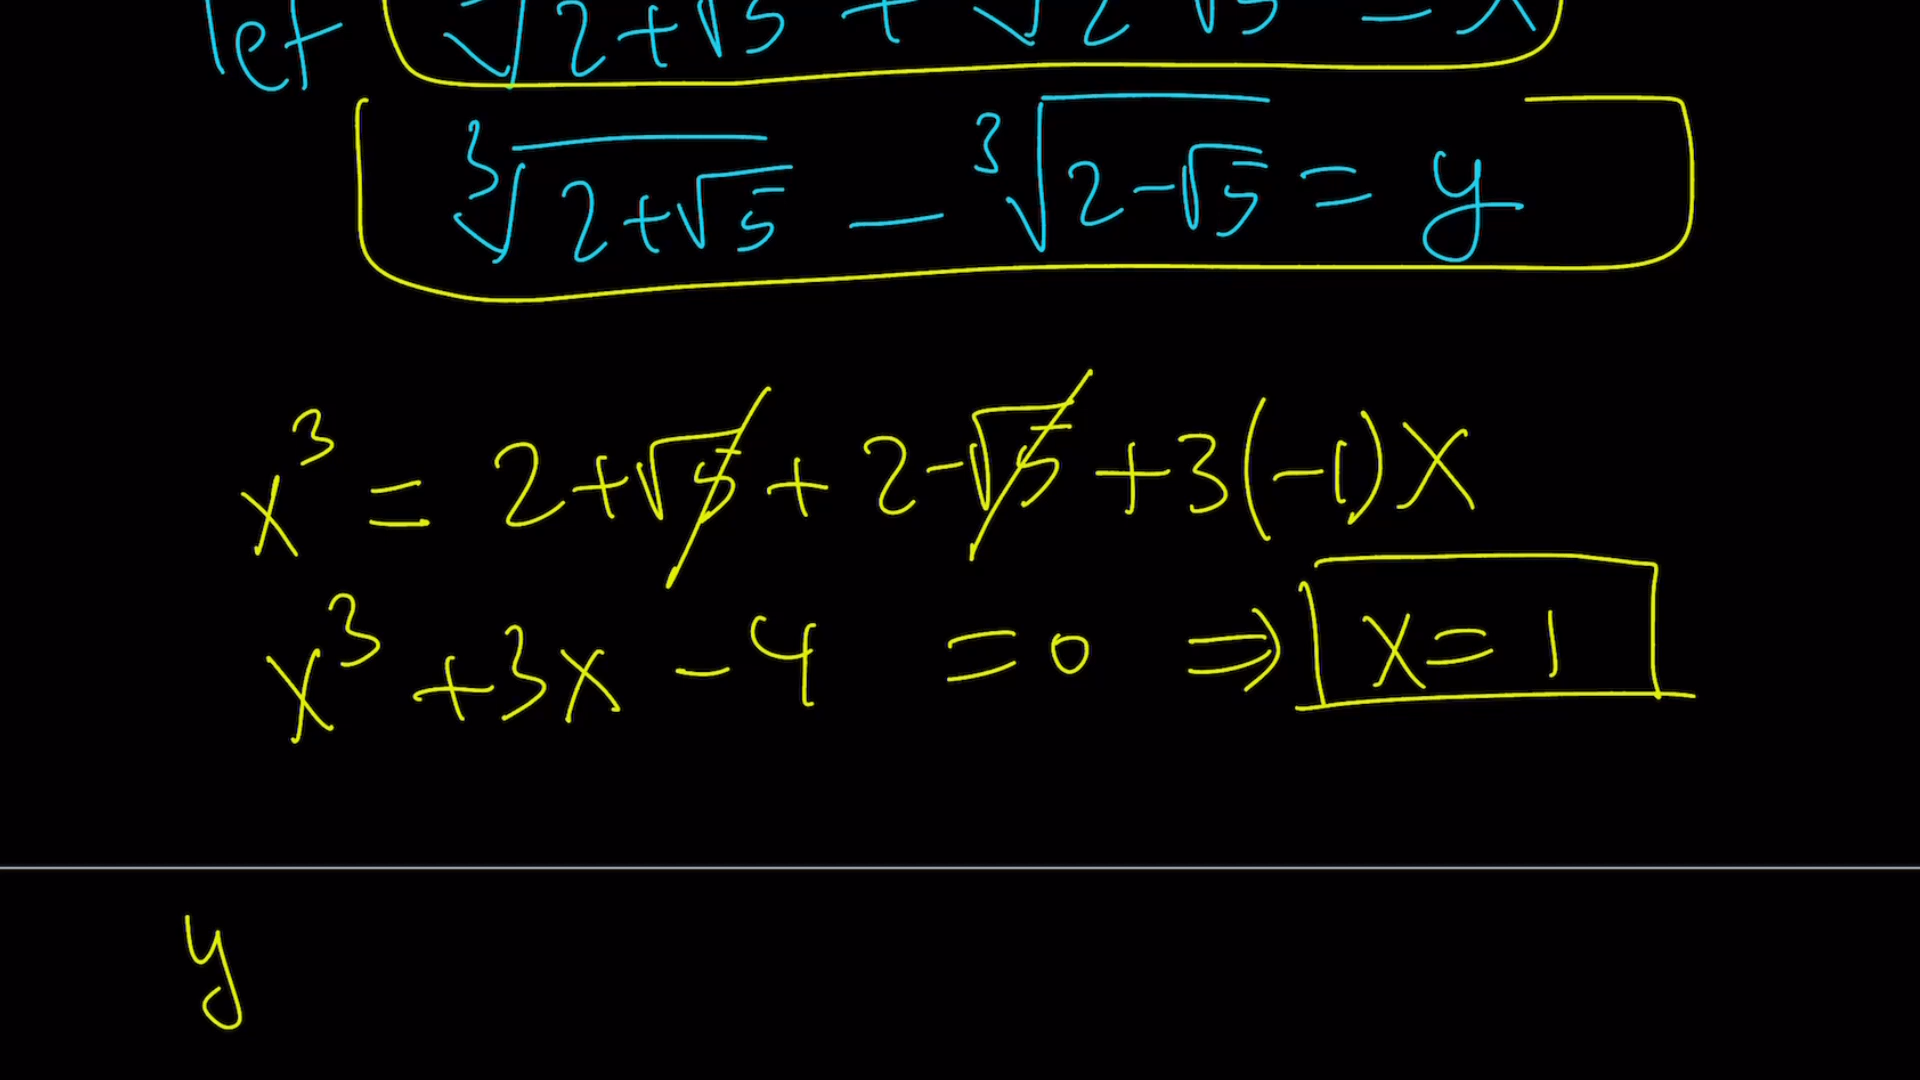 let ∛2+√5 + √2 √5 = x
∛(2+√5) — ∛(2-√5) = y
x³ = 2+√5 + 2-√5 +3(-1)X
x³ +3x -4 =0 ⇒ x=1
y